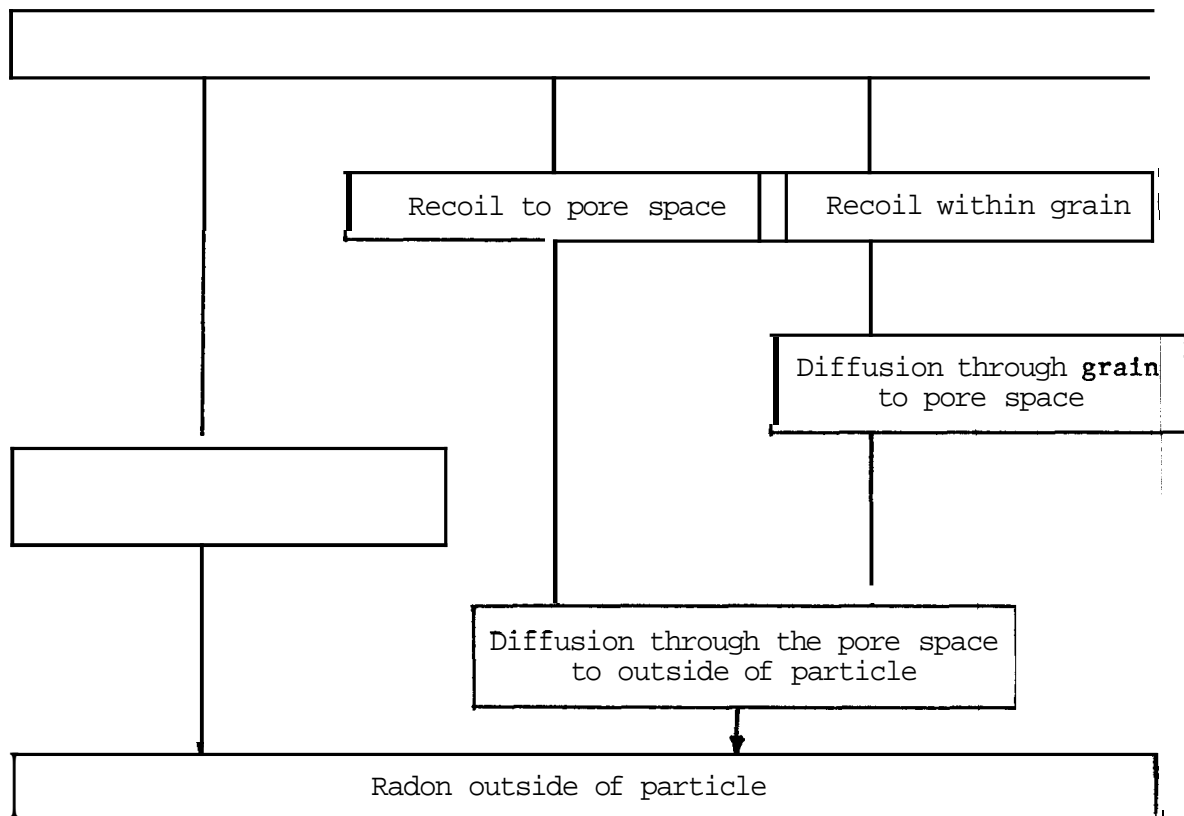 Recoil to pore space
Recoil within grain
Diffusion through grain
to pore space
Diffusion through the pore space
to outside of particle
Radon outside of particle